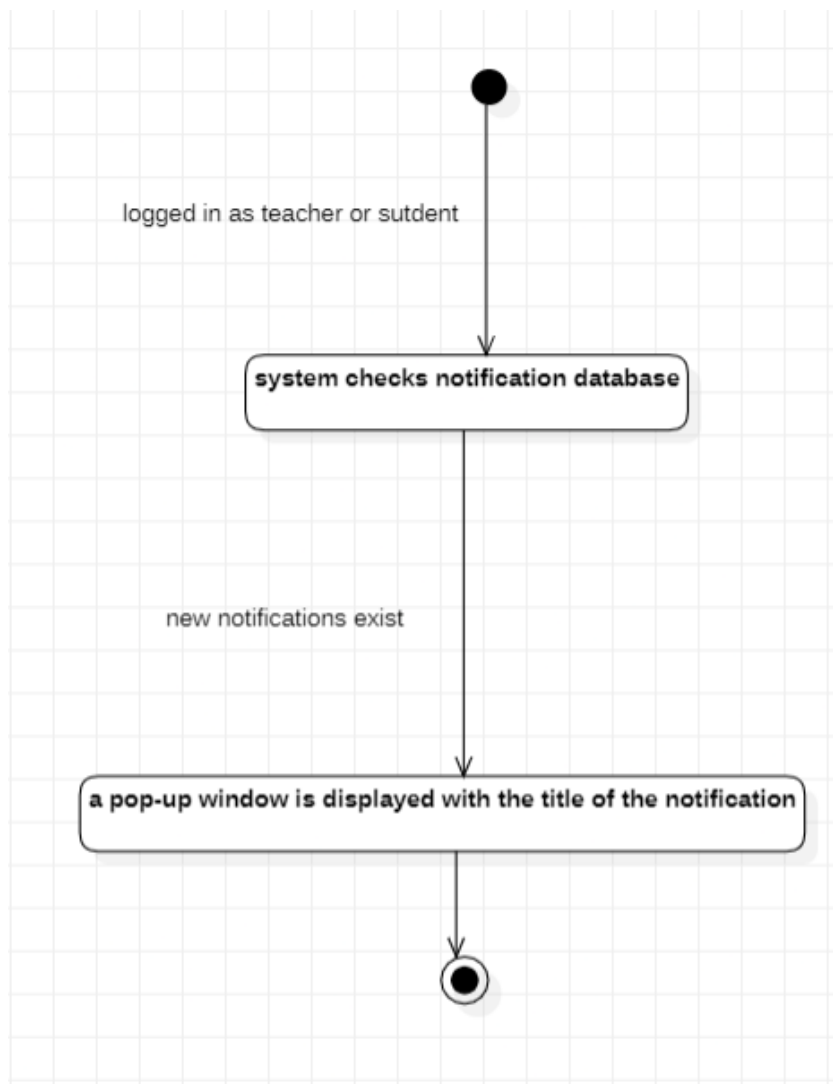 logged in as teacher or sutdent
system checks notification database
new notifications exist
a pop-up window is displayed with the title of the notification